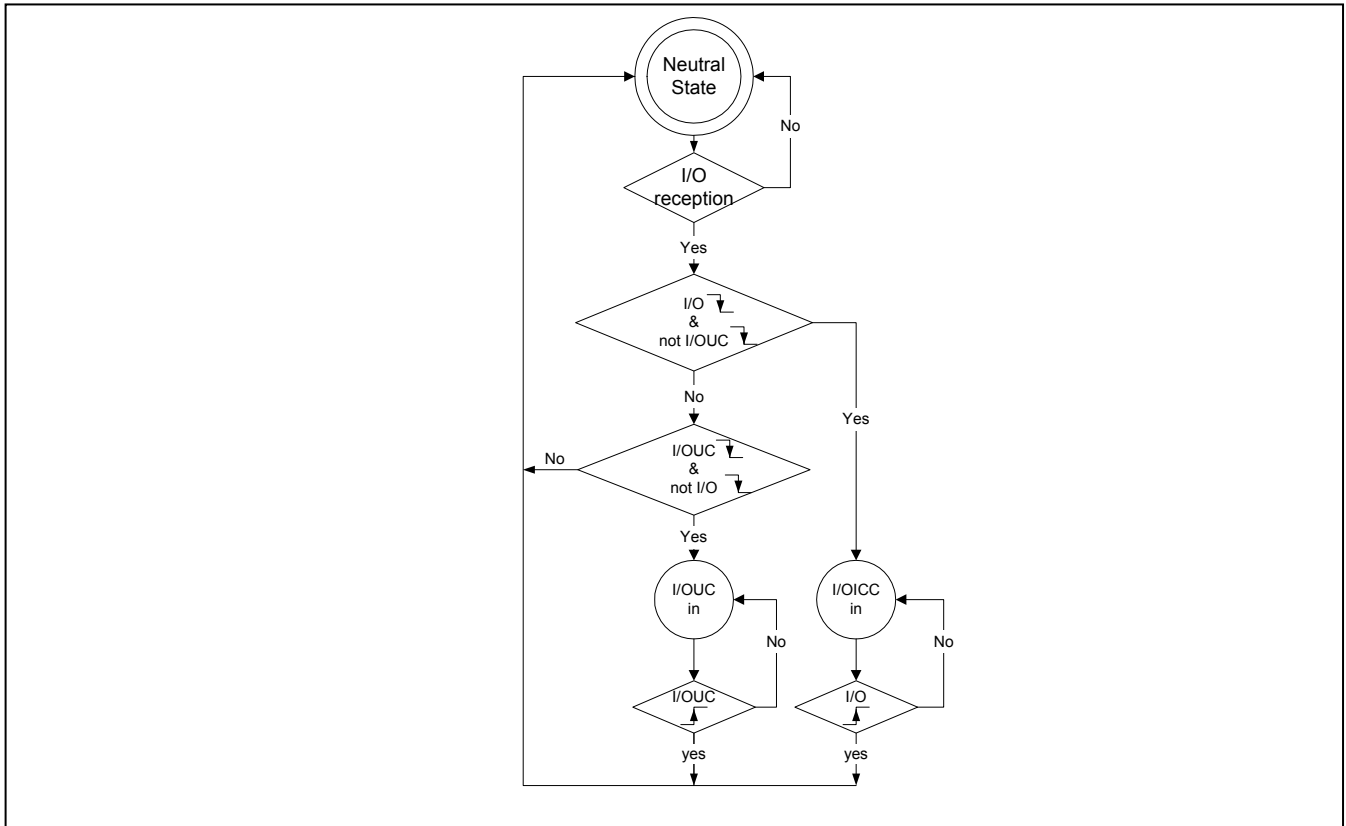 Neutral
State
No
I/O
reception
Yes
I/O
&
not I/OUC
No
Yes
No
I/OUC
&
not I/O
Yes
I/OUC
in
I/OICC
in
No
No
I/OUC
I/O
yes
yes